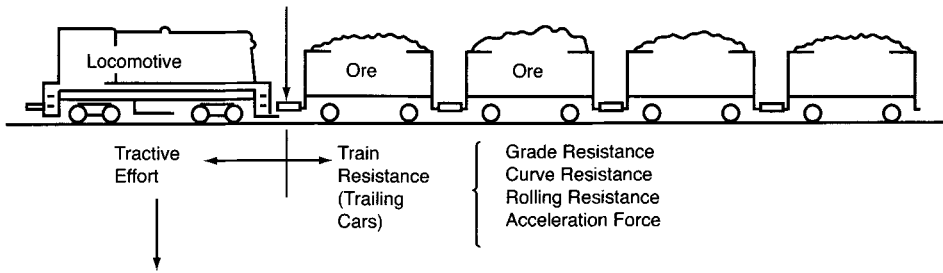 Locomotive
Ore
Ore
Tractive
Effort
Train
Resistance
(Trailing
Cars)
Grade Resistance
Curve Resistance
Rolling Resistance
Acceleration Force